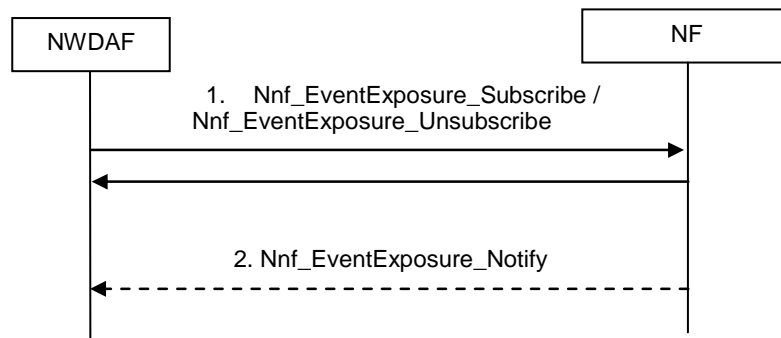 NWDAF
NF
1. Nnf_EventExposure_Subscribe /
Nnf_EventExposure_Unsubscribe
2. Nnf_EventExposure_Notify